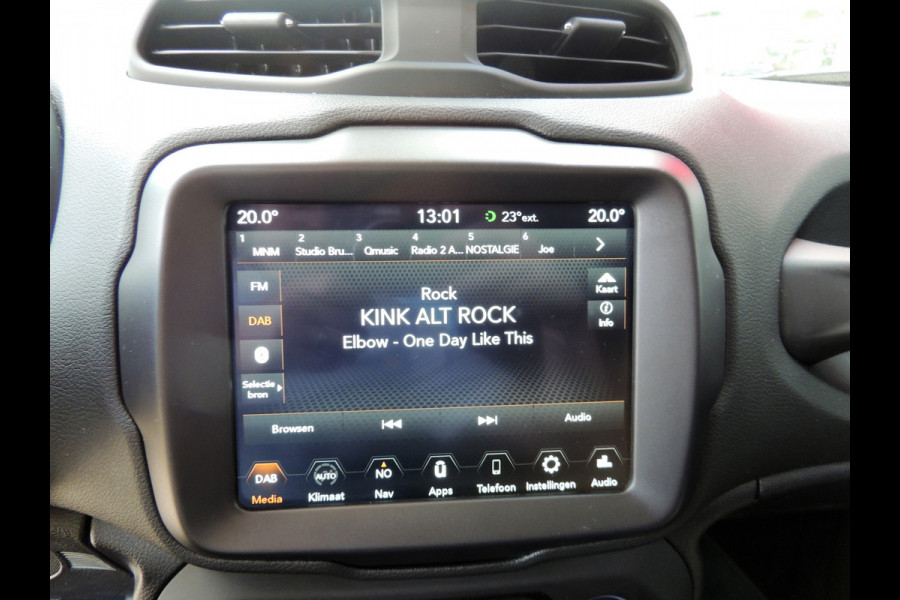 20.0° 13:01 23°ext. 20.0°
1 2 3 4 5 6
MNM Studio Bru... Qmusic Radio 2 A... NOSTALGIE Joe
FM
DAB
Selectie bron
Rock
KINK ALT ROCK
Elbow - One Day Like This
Kaart
Info
Browsen Audio
DAB AUTO NO
Media Klimaat Nav Apps Telefoon Instellingen Audio